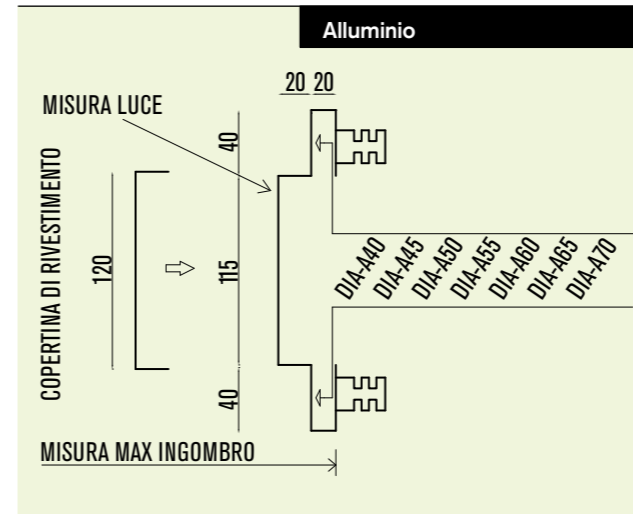 Alluminio
20 20
MISURA LUCE
40
COPERTINA DI RIVESTIMENTO
120
115
DIA-A40
DIA-A45
DIA-A50
DIA-A55
DIA-A60
DIA-A65
DIA-A70
40
MISURA MAX INGOMBRO